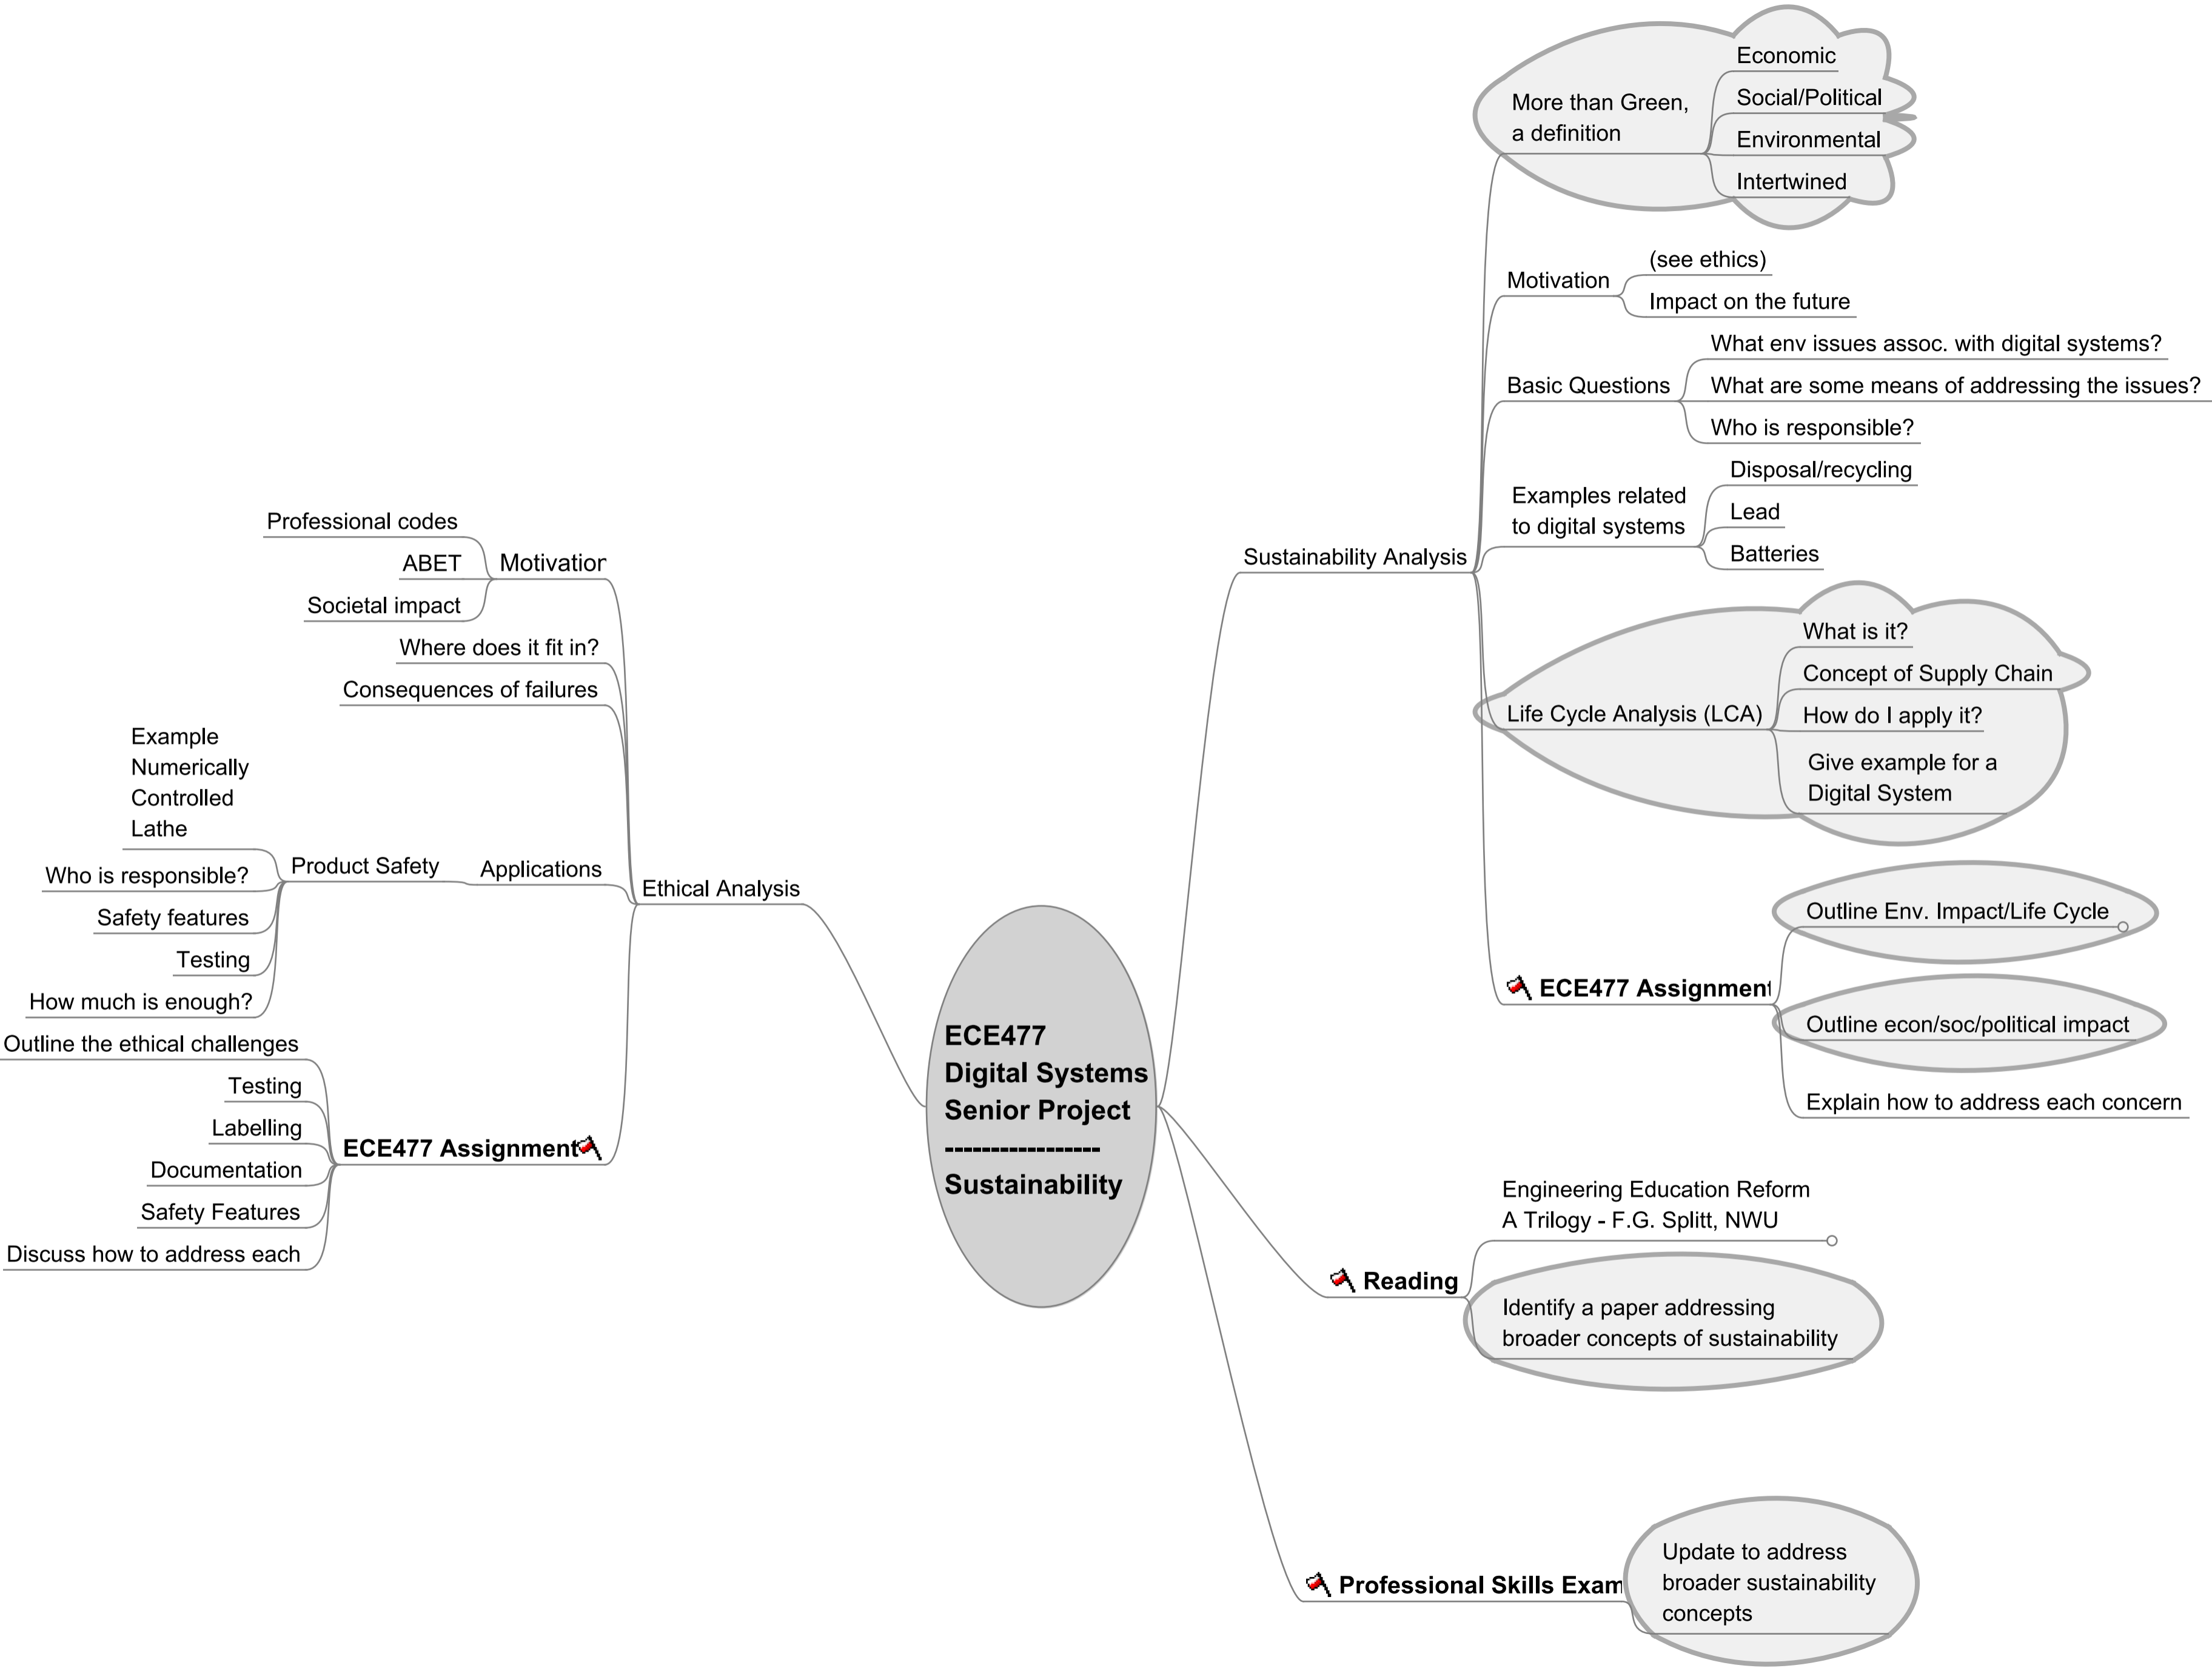 ECE477
Digital Systems
Senior Project
-----------------
Sustainability
Sustainability Analysis
More than Green,
a definition
Economic
Social/Political
Environmental
Intertwined
Motivation
(see ethics)
Impact on the future
Basic Questions
What env issues assoc. with digital systems?
What are some means of addressing the issues?
Who is responsible?
Examples related
to digital systems
Disposal/recycling
Lead
Batteries
Life Cycle Analysis (LCA)
What is it?
Concept of Supply Chain
How do I apply it?
Give example for a
Digital System
ECE477 Assignment
Outline Env. Impact/Life Cycle
Outline econ/soc/political impact
Explain how to address each concern
Reading
Engineering Education Reform
A Trilogy - F.G. Splitt, NWU
Identify a paper addressing
broader concepts of sustainability
Professional Skills Exam
Update to address
broader sustainability
concepts
Ethical Analysis
Motivation
Professional codes
ABET
Societal impact
Where does it fit in?
Consequences of failures
Applications
Product Safety
Example
Numerically
Controlled
Lathe
Who is responsible?
Safety features
Testing
How much is enough?
ECE477 Assignment
Outline the ethical challenges
Testing
Labelling
Documentation
Safety Features
Discuss how to address each